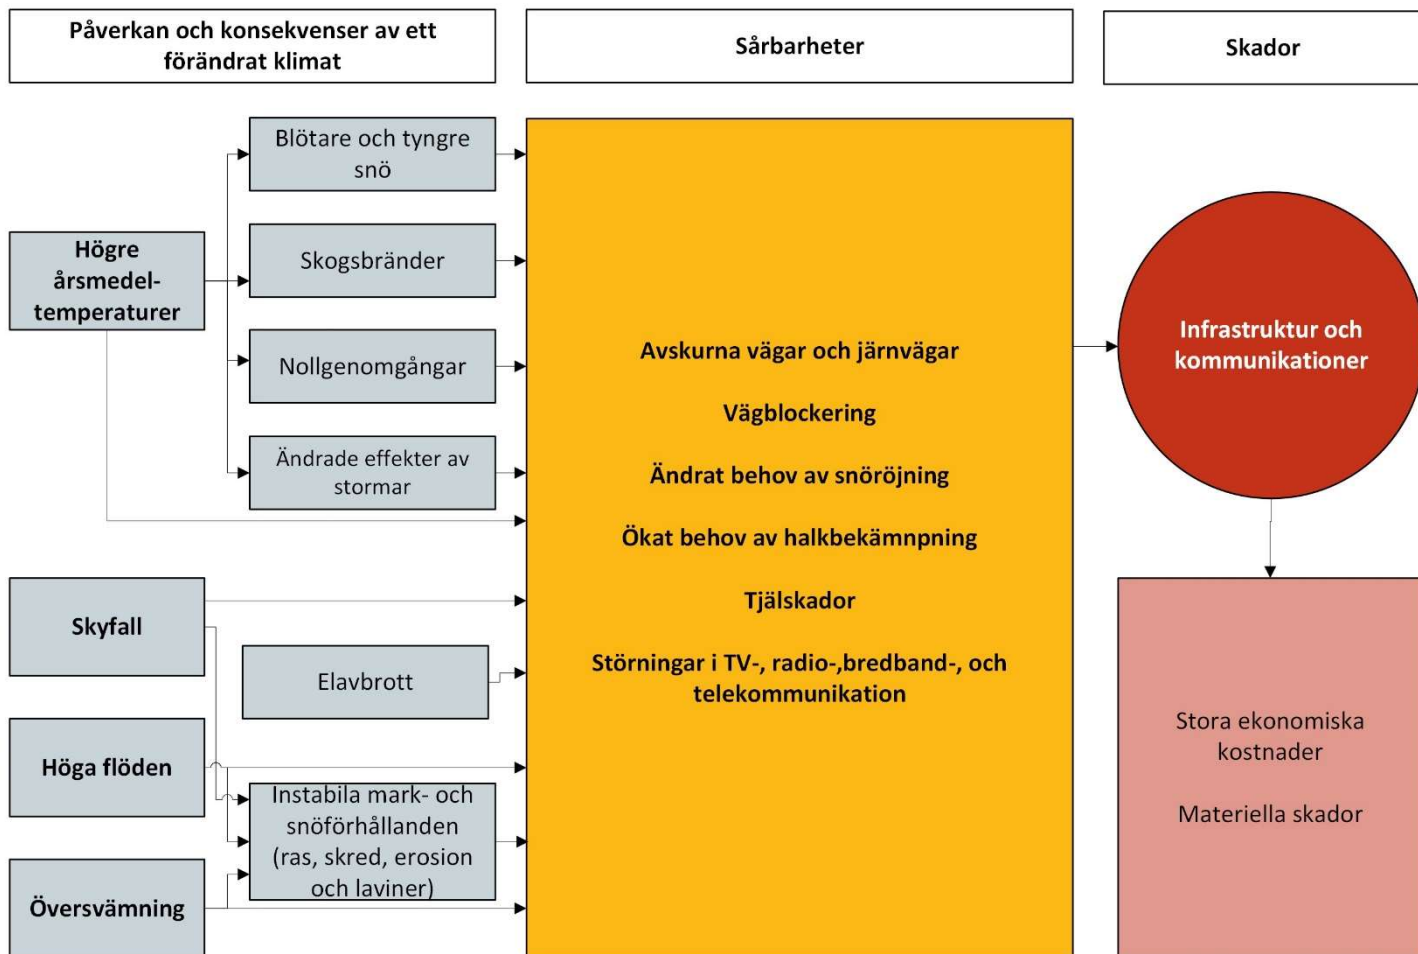 Påverkan och konsekvenser av ett
förändrat klimat
Sårbarheter
Skador
Blötare och tyngre
snö
Högre
årsmedel-
temperaturer
Skogsbränder
Nollgenomgångar
Ändrade effekter av
stormar
Skyfall
Elavbrott
Höga flöden
Instabila mark- och
snöförhållanden
(ras, skred, erosion
och laviner)
Översvämning
Avskurna vägar och järnvägar
Vägblockering
Ändrat behov av snöröjning
Ökat behov av halkbekämnpning
Tjälskador
Störningar i TV-, radio-,bredband-, och
telekommunikation
Infrastruktur och
kommunikationer
Stora ekonomiska
kostnader
Materiella skador